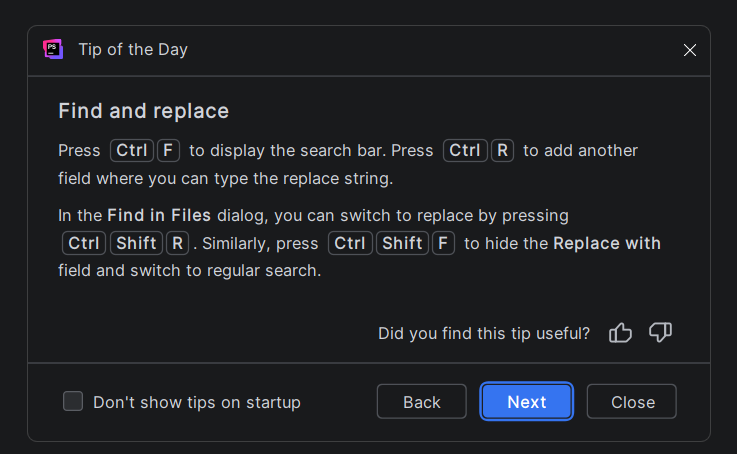 PS
Tip of the Day
Find and replace
Press Ctrl F to display the search bar. Press Ctrl R to add another
field where you can type the replace string.
In the Find in Files dialog, you can switch to replace by pressing
Ctrl Shift R . Similarly, press Ctrl Shift F to hide the Replace with
field and switch to regular search.
Did you find this tip useful?
Don't show tips on startup
Back Next Close